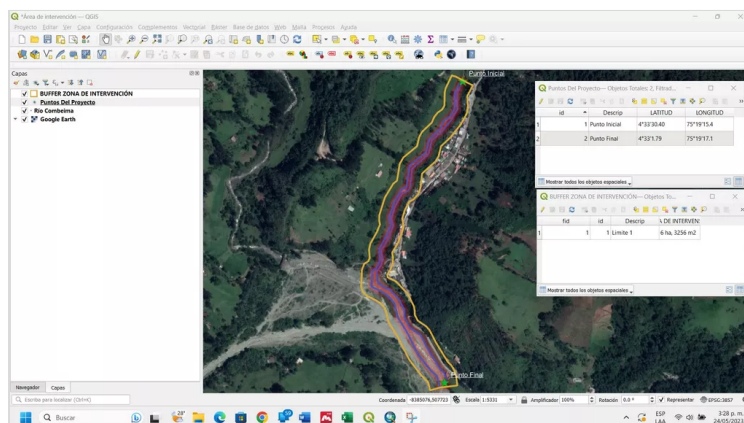 *Área de intervención — QGIS
Proyecto Editar Ver Capa Configuración Complementos Vectorial Ráster Base de datos Web Malla Procesos Ayuda
Capas
BUFFER ZONA DE INTERVENCIÓN
Puntos Del Proyecto
Rio Combeima
Google Earth
Punto Inicial
Punto Final
Puntos Del Proyecto— Objetos Totales: 2, Filtrad...
id Descrip LATITUD LONGITUD
1 1 Punto Inicial 4°33'30.40 75°19'15.4
2 2 Punto Final 4°33'1.79 75°19'17.1
Mostrar todos los objetos espaciales
BUFFER ZONA DE INTERVENCIÓN— Objetos To...
fid id Descrip A DE INTERVEN:
1 1 1 Limite 1 6 ha, 3256 m2
Mostrar todos los objetos espaciales
Navegador Capas
Escriba para localizar (Ctrl+K)
Coordenada -8385076,507723 Escala 1:5331 Amplificador 100% Rotación 0.0 ° Representar EPSG:3857
Buscar
28°
ESP
LAA
3:28 p. m.
24/05/2023